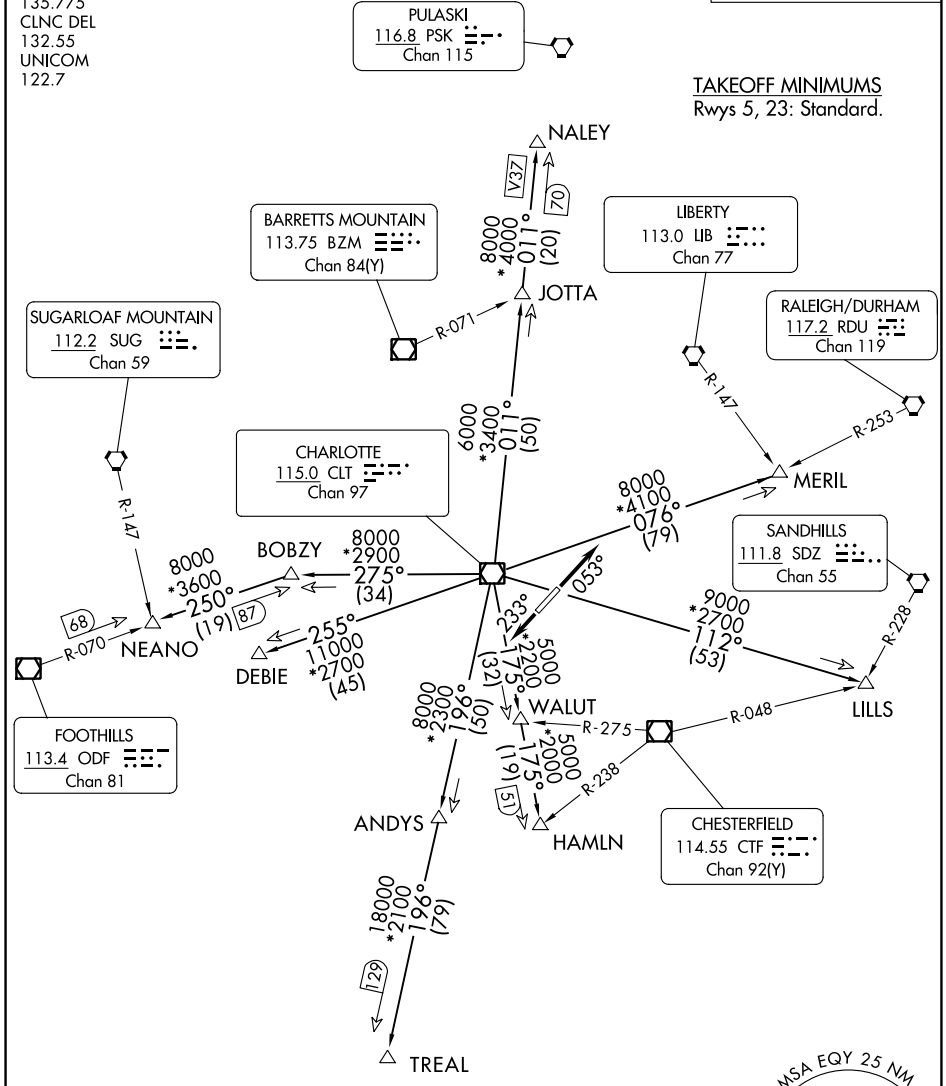 135.775
CLNC DEL
132.55
UNICOM
122.7
PULASKI
116.8 PSK
Chan 115
TAKEOFF MINIMUMS
Rwys 5, 23: Standard.
NALEY
V37
70
8000
*4000
011°
(20)
BARRETTS MOUNTAIN
113.75 BZM
Chan 84(Y)
LIBERTY
113.0 LIB
Chan 77
JOTTA
R-071
SUGARLOAF MOUNTAIN
112.2 SUG
Chan 59
RALEIGH/DURHAM
117.2 RDU
Chan 119
R-147
R-253
6000
*3400
011°
(50)
CHARLOTTE
115.0 CLT
Chan 97
MERIL
8000
*4100
076°
(79)
R-147
SANDHILLS
111.8 SDZ
Chan 55
BOBZY
8000
*2900
275°
(34)
053°
233°
8000
*3600
250°
(19)
87
68
R-070
NEANO
255°
11000
*2700
(45)
DEBIE
9000
*2700
112°
(53)
R-228
LILLS
5000
*2200
175°
(32)
WALUT
R-275
R-048
8000
*2300
196°
(50)
FOOTHILLS
113.4 ODF
Chan 81
5000
*2000
175°
(19)
51
R-238
ANDYS
HAMLN
CHESTERFIELD
114.55 CTF
Chan 92(Y)
18000
*2100
196°
(79)
129
TREAL
MSA EQY 25 NM